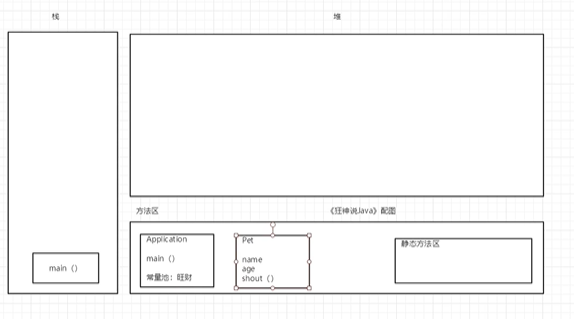 栈
堆
方法区
《狂神说Java》配图
Application
main（）
常量池：旺财
Pet
name
age
shout（）
静态方法区
main（）